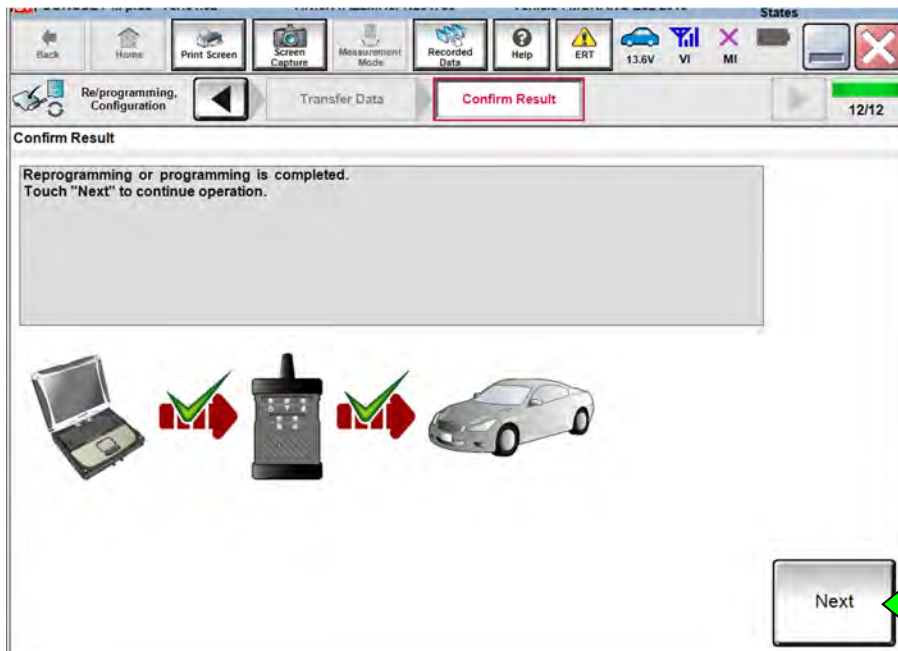 States
Back
Home
Print Screen
Screen
Capture
Measurement
Mode
Recorded
Data
Help
ERT
13.6V
VI
MI
Re/programming,
Configuration
Transfer Data
Confirm Result
12/12
Confirm Result
Reprogramming or programming is completed.
Touch "Next" to continue operation.
Next